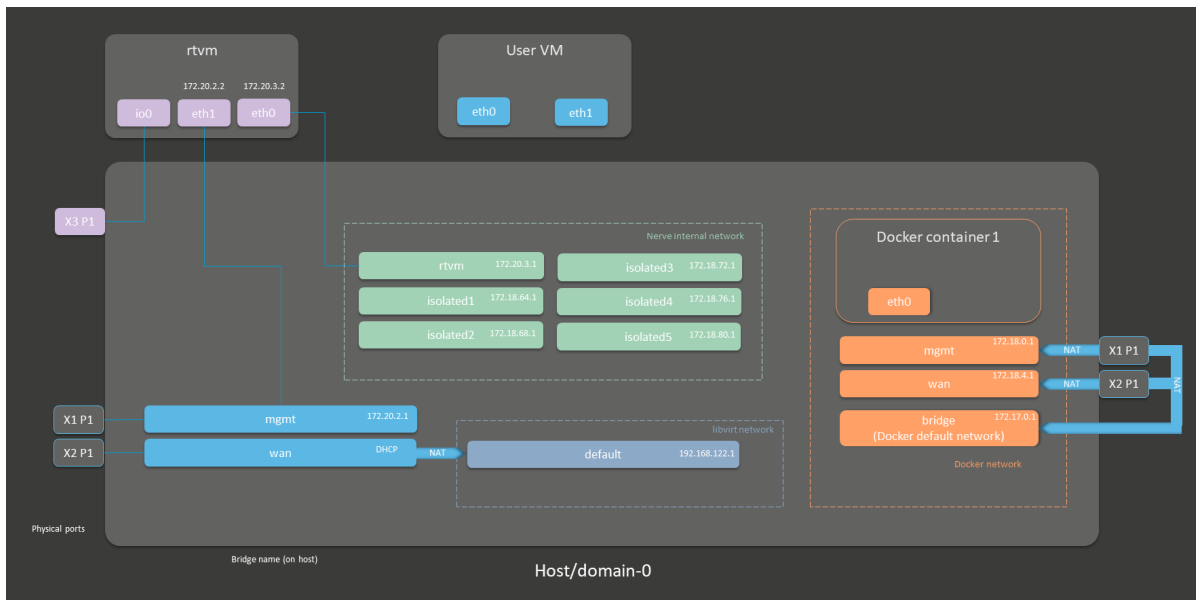 rtvm
172.20.2.2
172.20.3.2
io0
eth1
eth0
User VM
eth0
eth1
X3 P1
Nerve internal network
rtvm
172.20.3.1
isolated3
172.18.72.1
isolated1
172.18.64.1
isolated4
172.18.76.1
isolated2
172.18.68.1
isolated5
172.18.80.1
Docker container 1
eth0
mgmt
172.18.0.1
NAT
X1 P1
wan
172.18.4.1
NAT
X2 P1
NAT
bridge
(Docker default network)
172.17.0.1
Docker network
X1 P1
mgmt
172.20.2.1
X2 P1
wan
DHCP
NAT
libvirt network
default
192.168.122.1
Physical ports
Bridge name (on host)
Host/domain-0